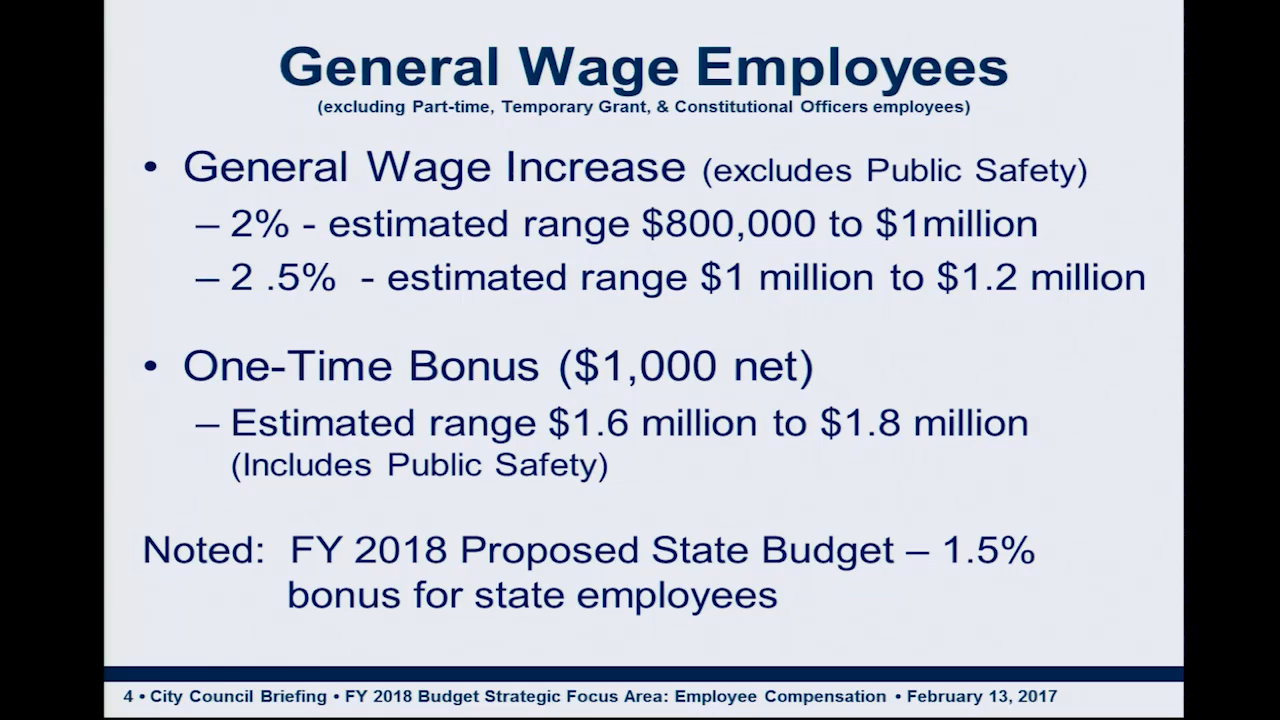 General Wage Employees
(excluding Part-time, Temporary Grant, & Constitutional Officers employees)
• General Wage Increase (excludes Public Safety)
– 2% - estimated range $800,000 to $1million
– 2 .5% - estimated range $1 million to $1.2 million
• One-Time Bonus ($1,000 net)
– Estimated range $1.6 million to $1.8 million
(Includes Public Safety)
Noted: FY 2018 Proposed State Budget – 1.5%
bonus for state employees
4 • City Council Briefing • FY 2018 Budget Strategic Focus Area: Employee Compensation • February 13, 2017